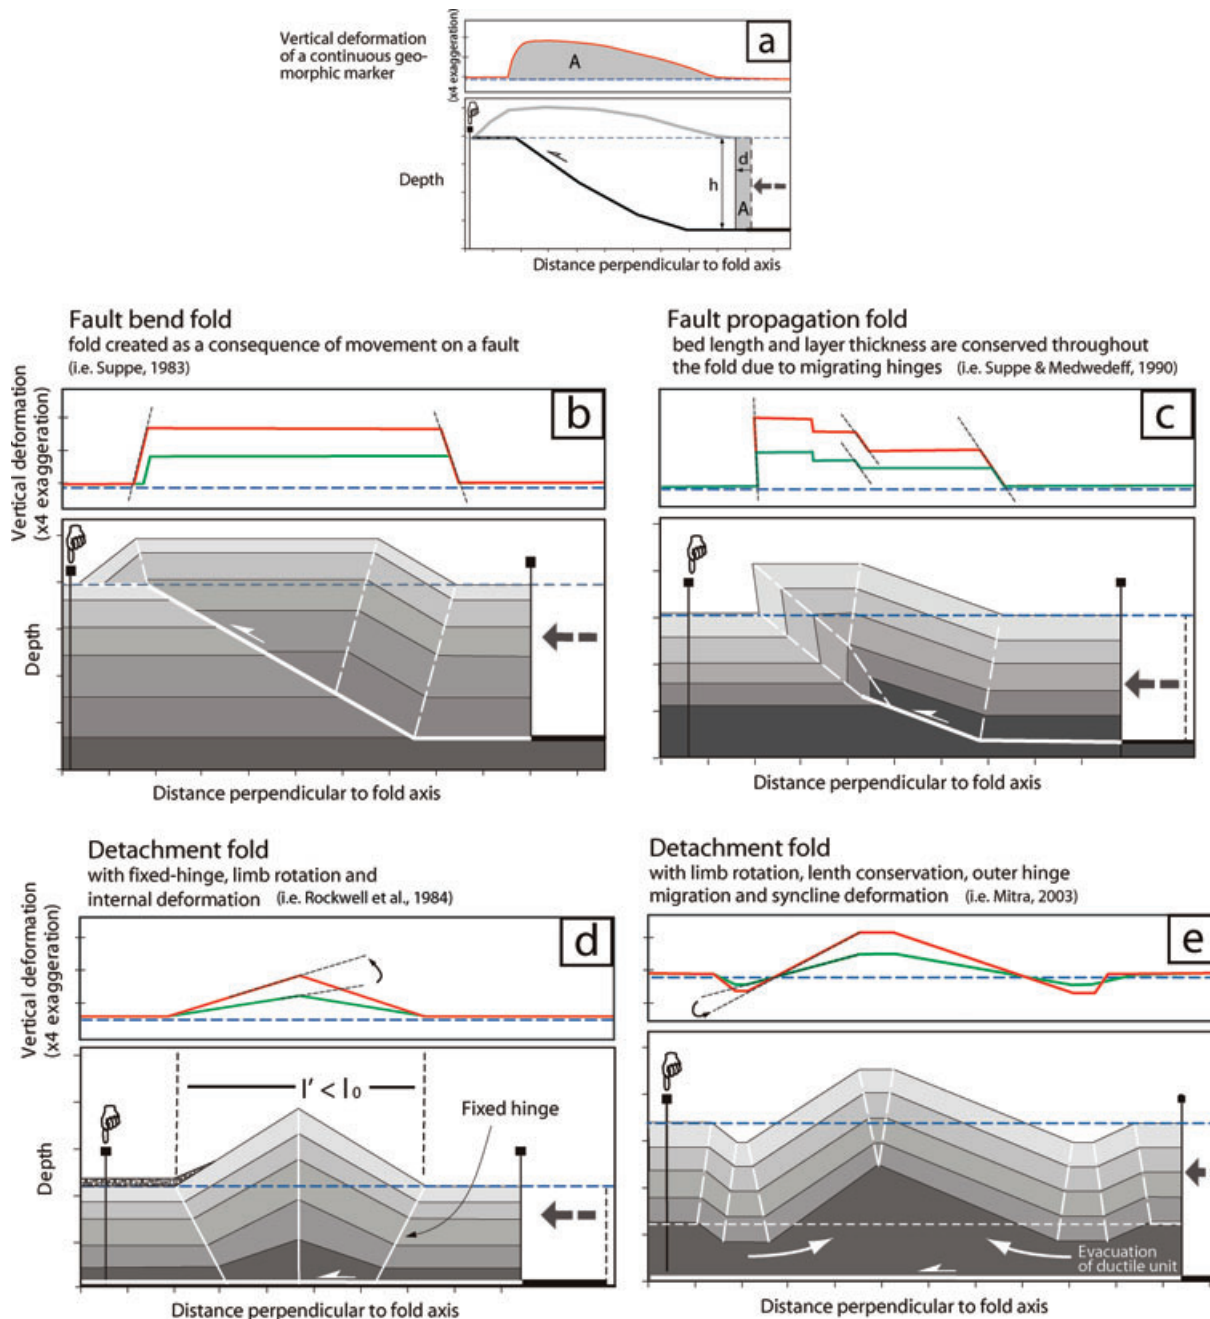 Vertical deformation
of a continuous geo-
morphic marker
(x4 exaggeration)
a
A
Depth
h
d
A
Distance perpendicular to fold axis
Fault bend fold
fold created as a consequence of movement on a fault
(i.e. Suppe, 1983)
Vertical deformation
(x4 exaggeration)
b
Depth
Distance perpendicular to fold axis
Fault propagation fold
bed length and layer thickness are conserved throughout
the fold due to migrating hinges (i.e. Suppe & Medwedeff, 1990)
c
Distance perpendicular to fold axis
Detachment fold
with fixed-hinge, limb rotation and
internal deformation (i.e. Rockwell et al., 1984)
Vertical deformation
(x4 exaggeration)
d
l' < l₀
Fixed hinge
Depth
Distance perpendicular to fold axis
Detachment fold
with limb rotation, lenth conservation, outer hinge
migration and syncline deformation (i.e. Mitra, 2003)
e
Evacuation
of ductile unit
Distance perpendicular to fold axis